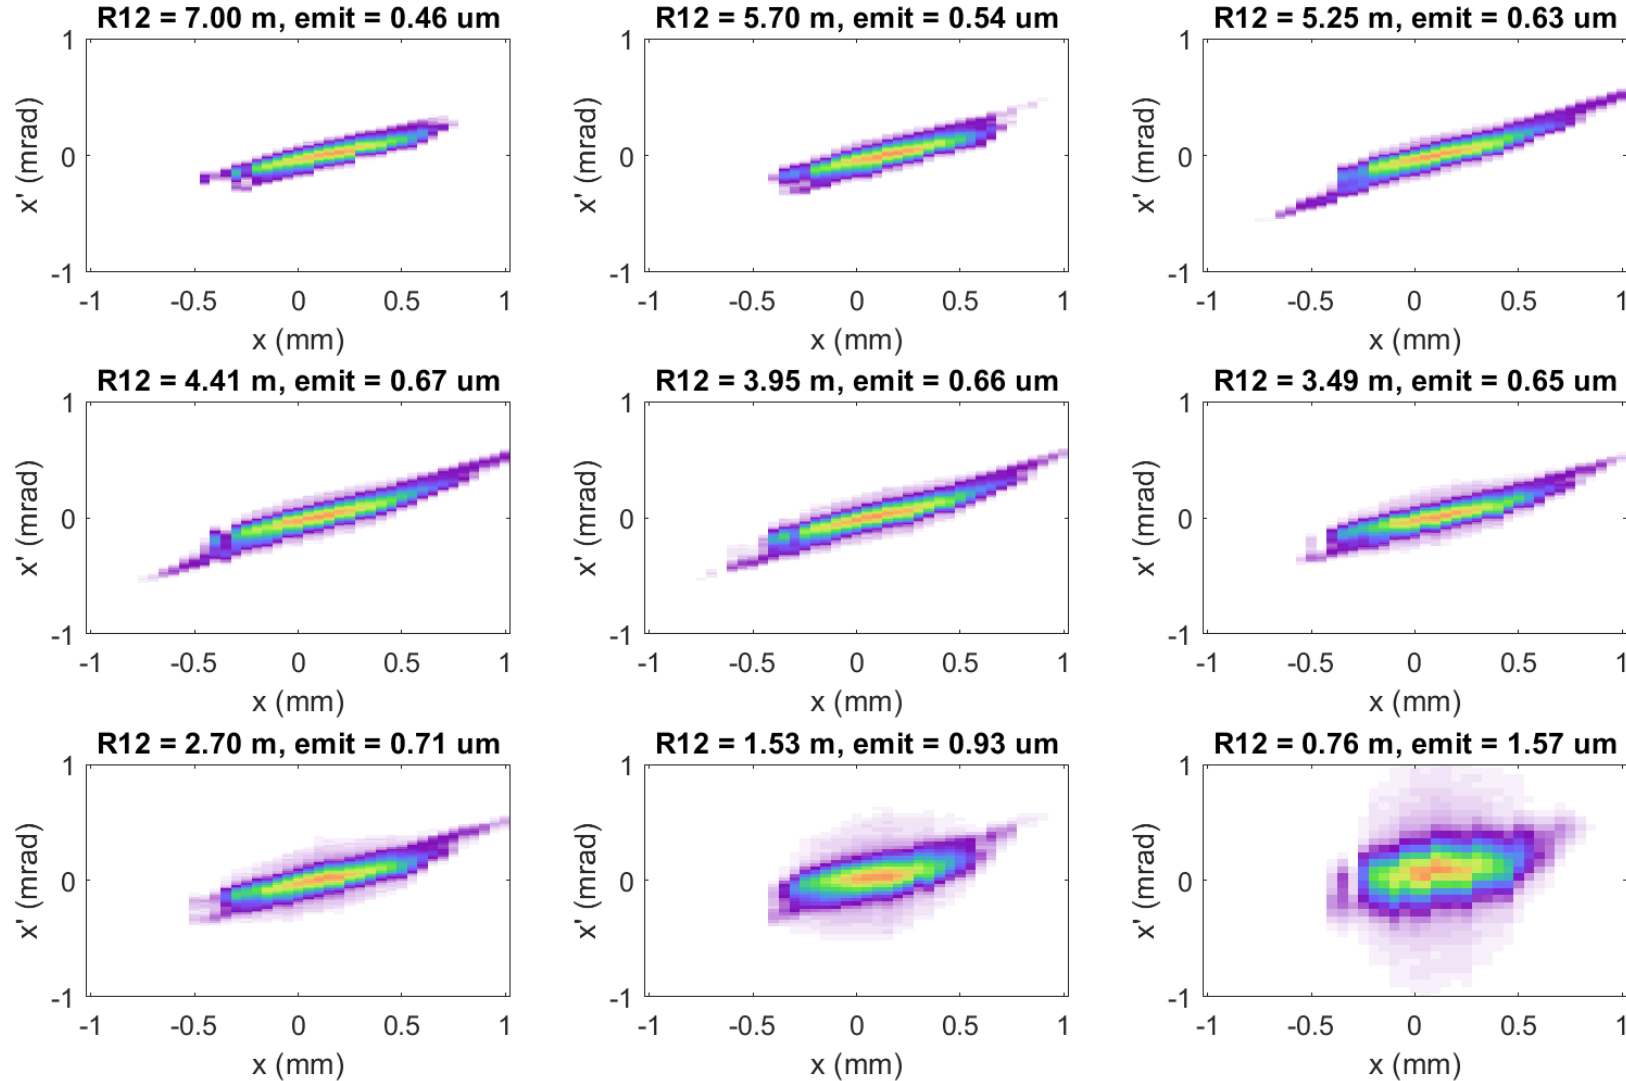 R12 = 7.00 m, emit = 0.46 um
1
0
-1
x' (mrad)
-1 -0.5 0 0.5 1
x (mm)
R12 = 5.70 m, emit = 0.54 um
1
0
-1
x' (mrad)
-1 -0.5 0 0.5 1
x (mm)
R12 = 5.25 m, emit = 0.63 um
1
0
-1
x' (mrad)
-1 -0.5 0 0.5 1
x (mm)
R12 = 4.41 m, emit = 0.67 um
1
0
-1
x' (mrad)
-1 -0.5 0 0.5 1
x (mm)
R12 = 3.95 m, emit = 0.66 um
1
0
-1
x' (mrad)
-1 -0.5 0 0.5 1
x (mm)
R12 = 3.49 m, emit = 0.65 um
1
0
-1
x' (mrad)
-1 -0.5 0 0.5 1
x (mm)
R12 = 2.70 m, emit = 0.71 um
1
0
-1
x' (mrad)
-1 -0.5 0 0.5 1
x (mm)
R12 = 1.53 m, emit = 0.93 um
1
0
-1
x' (mrad)
-1 -0.5 0 0.5 1
x (mm)
R12 = 0.76 m, emit = 1.57 um
1
0
-1
x' (mrad)
-1 -0.5 0 0.5 1
x (mm)